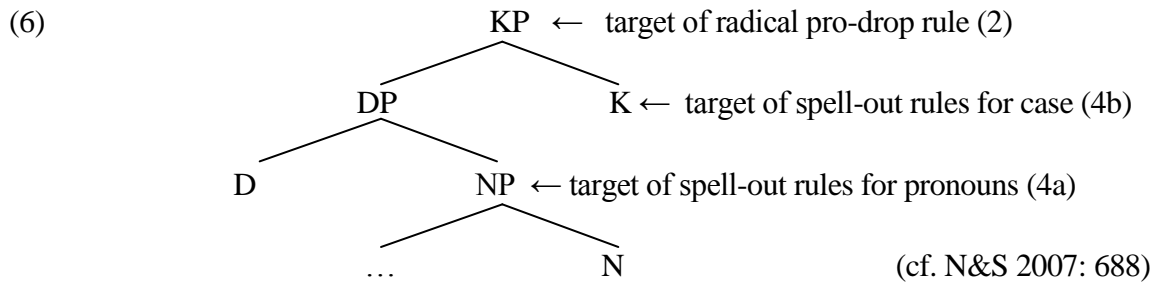 (6) KP ← target of radical pro-drop rule (2)
DP K ← target of spell-out rules for case (4b)
D NP ← target of spell-out rules for pronouns (4a)
… N (cf. N&S 2007: 688)